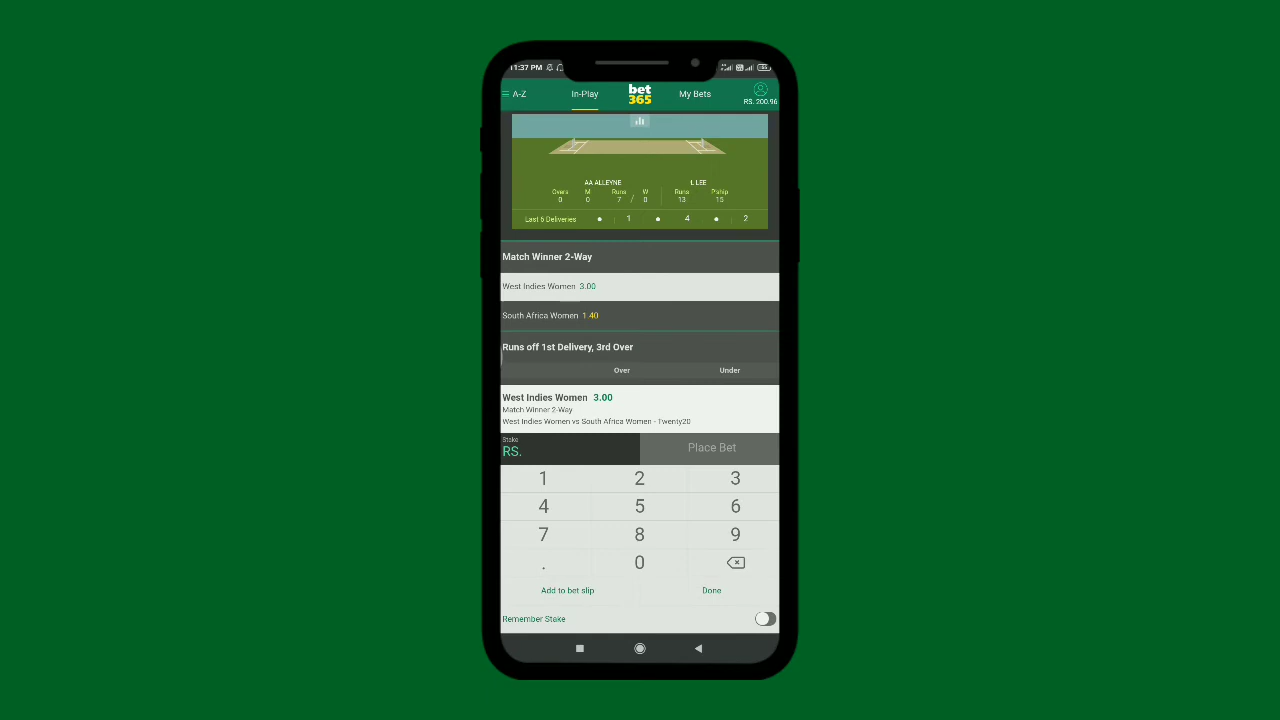 11:37 PM
A-Z
In-Play
bet
365
My Bets
RS. 200.96
AA ALLEYNE L LEE
Overs M Runs W Runs P'ship
0 0 7 / 0 13 15
Last 6 Deliveries • 1 • 4 • 2
Match Winner 2-Way
West Indies Women 3.00
South Africa Women 1.40
Runs off 1st Delivery, 3rd Over
Over Under
West Indies Women 3.00
Match Winner 2-Way
West Indies Women vs South Africa Women - Twenty20
Stake
RS.
Place Bet
1 2 3
4 5 6
7 8 9
. 0
Add to bet slip Done
Remember Stake